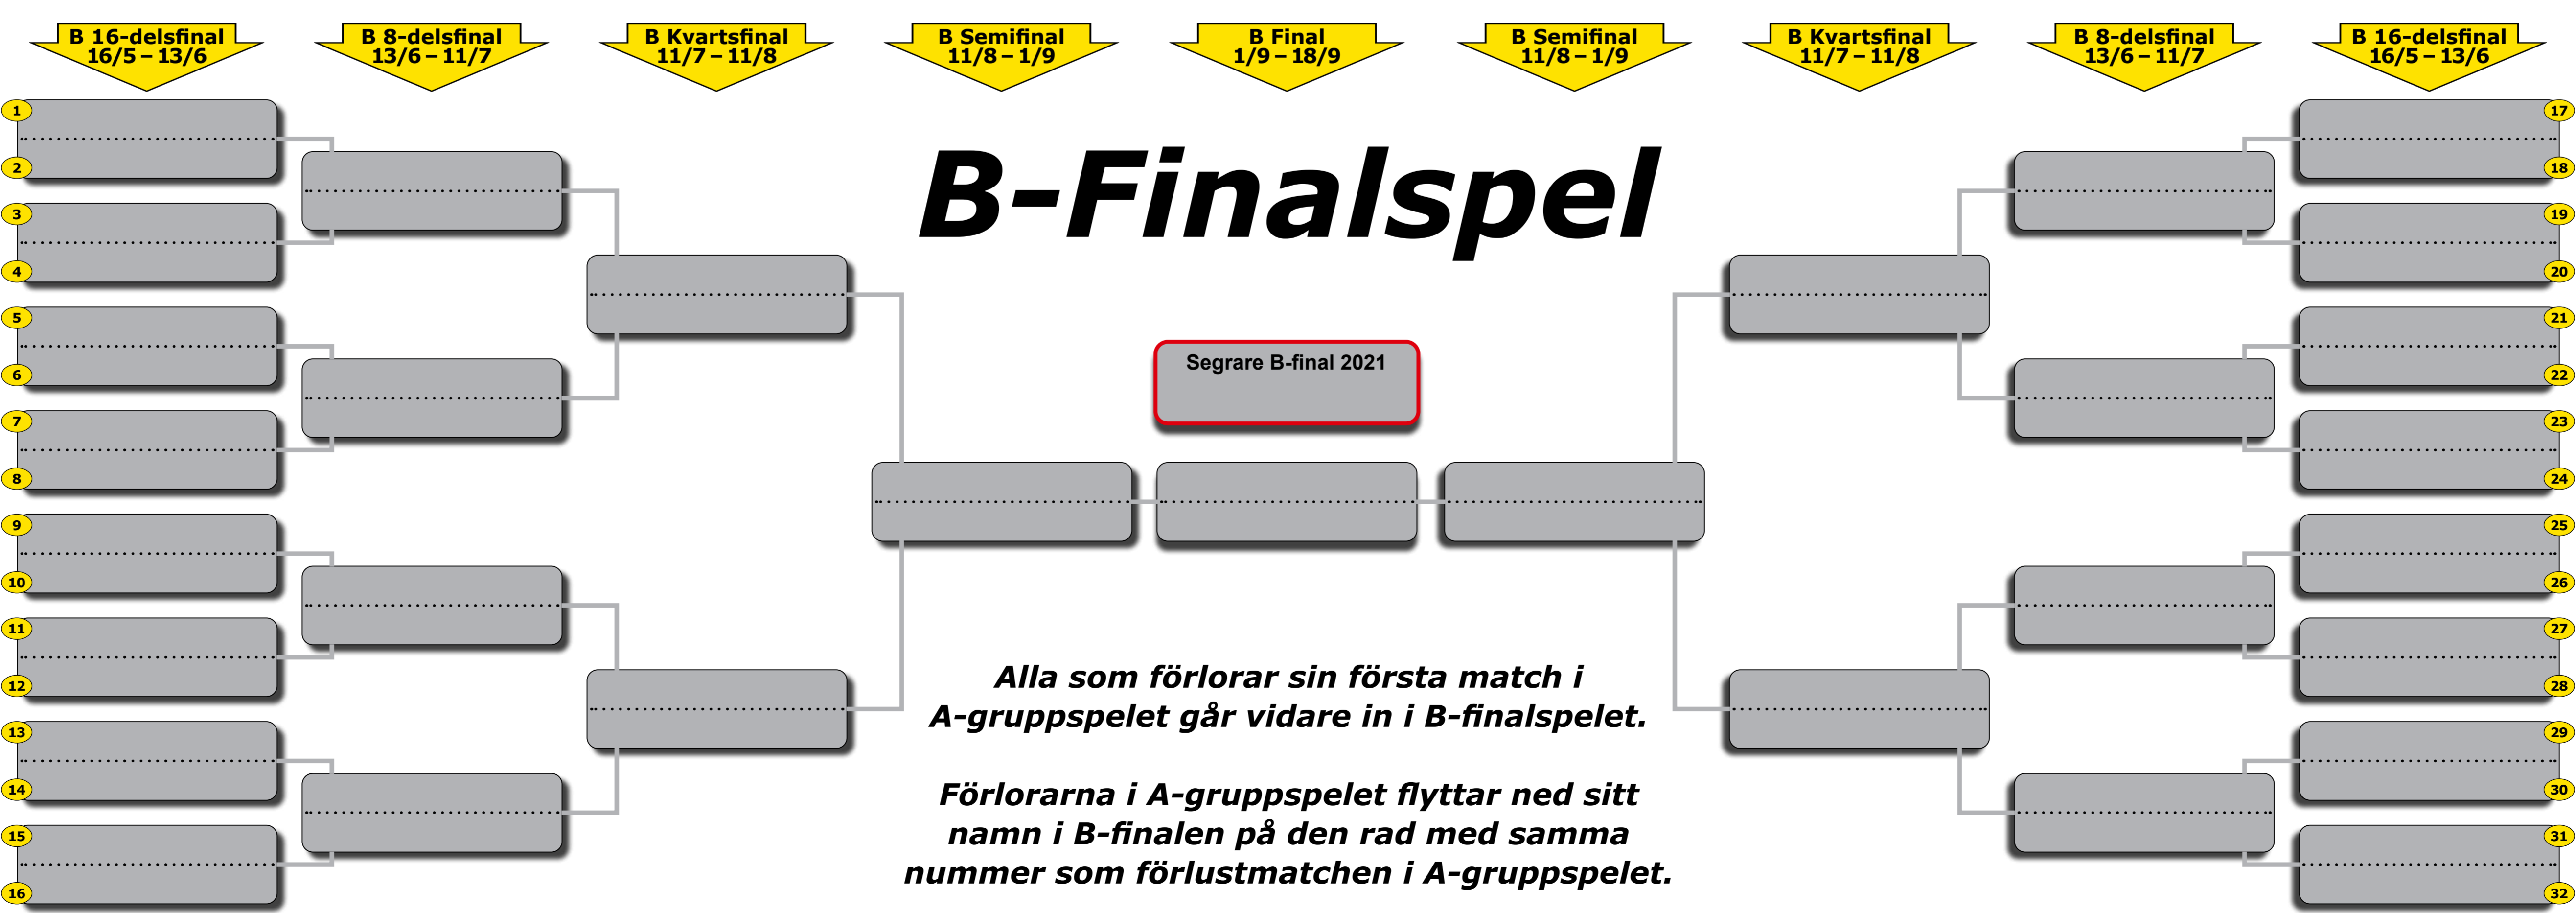 B 16-delsfinal
16/5 – 13/6
B 8-delsfinal
13/6 – 11/7
B Kvartsfinal
11/7 – 11/8
B Semifinal
11/8 – 1/9
B Final
1/9 – 18/9
B Semifinal
11/8 – 1/9
B Kvartsfinal
11/7 – 11/8
B 8-delsfinal
13/6 – 11/7
B 16-delsfinal
16/5 – 13/6
1
2
3
4
5
6
7
8
9
10
11
12
13
14
15
16
B-Finalspel
Segrare B-final 2021
Alla som förlorar sin första match i
A-gruppspelet går vidare in i B-finalspelet.
Förlorarna i A-gruppspelet flyttar ned sitt
namn i B-finalen på den rad med samma
nummer som förlustmatchen i A-gruppspelet.
17
18
19
20
21
22
23
24
25
26
27
28
29
30
31
32